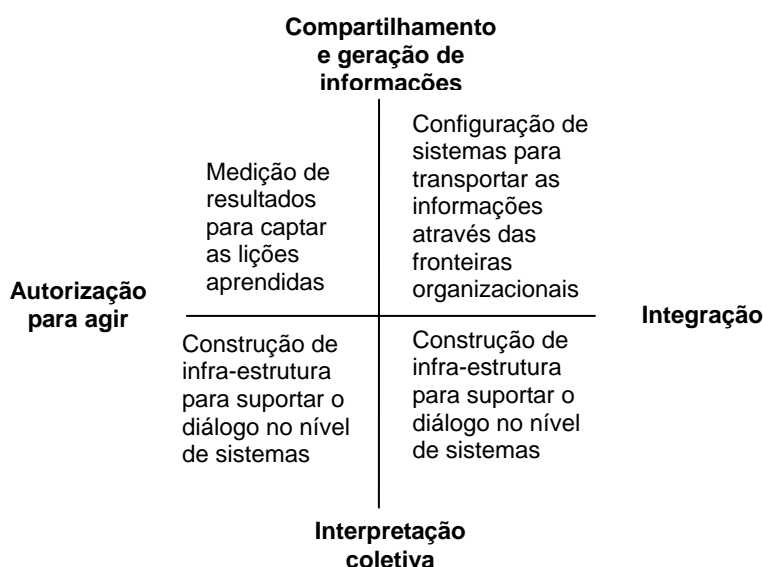 Compartilhamento
e geração de
informações
Configuração de
sistemas para
transportar as
informações
através das
fronteiras
organizacionais
Medição de
resultados
para captar
as lições
aprendidas
Autorização
para agir
Integração
Construção de
infra-estrutura
para suportar o
diálogo no nível
de sistemas
Construção de
infra-estrutura
para suportar o
diálogo no nível
de sistemas
Interpretação
coletiva